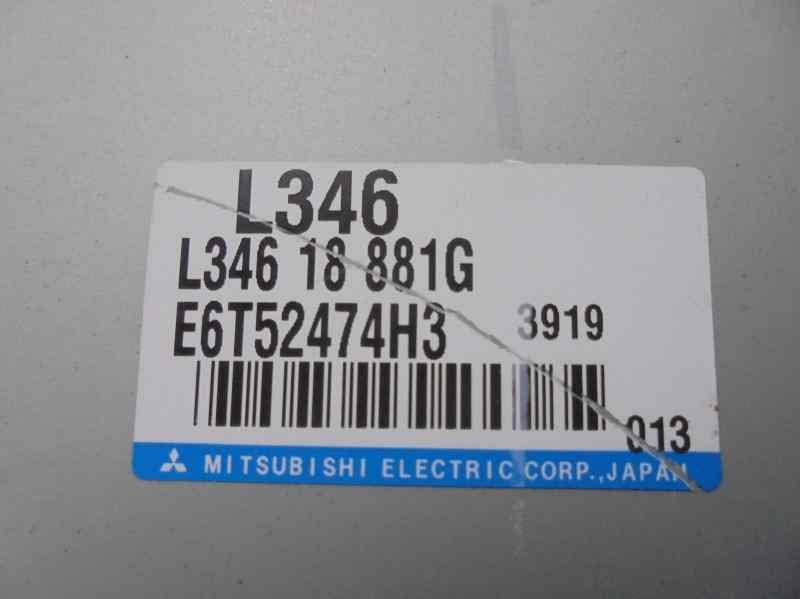 L346
L346 18 881G
E6T52474H3 3919
013
MITSUBISHI ELECTRIC CORP., JAPAN